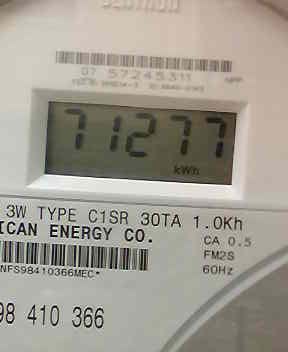 07 57245311
71277
kWh
3W TYPE C1SR 30TA 1.0Kh
ICAN ENERGY CO.
CA 0.5
FM2S
60Hz
NFS98410366MEC*
98 410 366